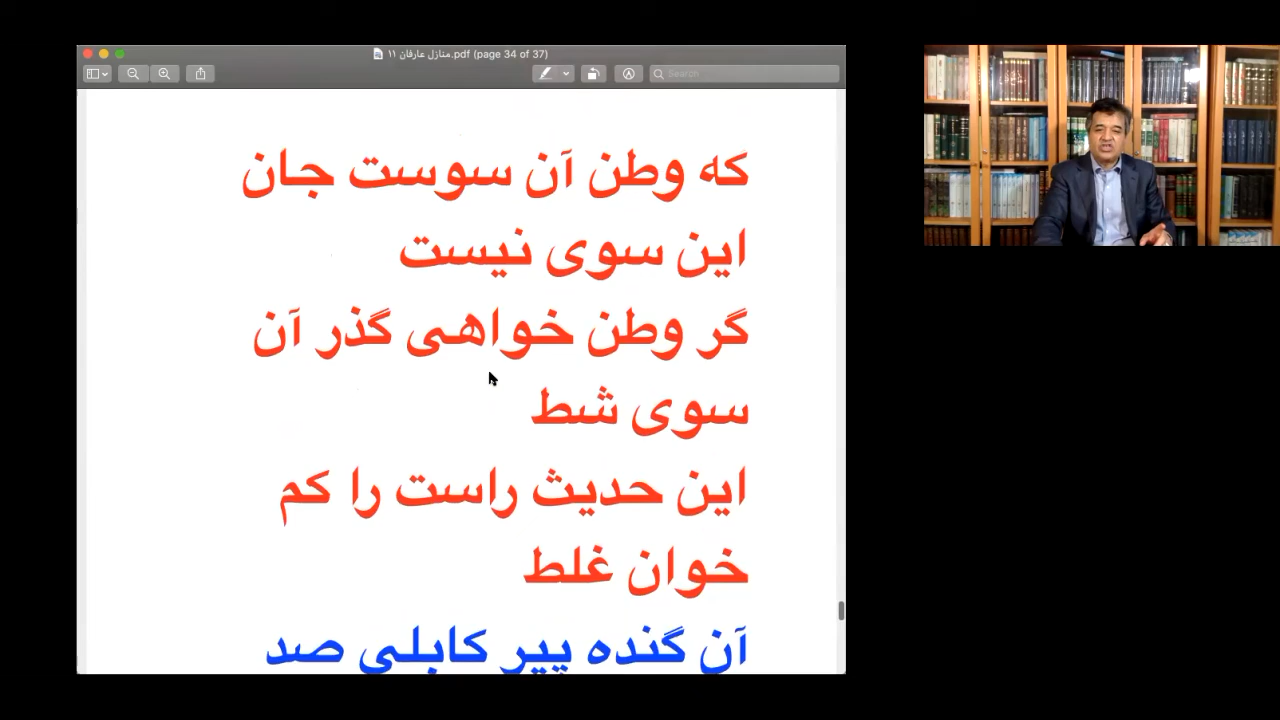 منازل عارفان ۱۱.pdf (page 34 of 37)
Search
که وطن آن سوست جان
این سوی نیست
گر وطن خواهی گذر آن
سوی شط
این حدیث راست را کم
خوان غلط
آن گنده پیر کابلی صد